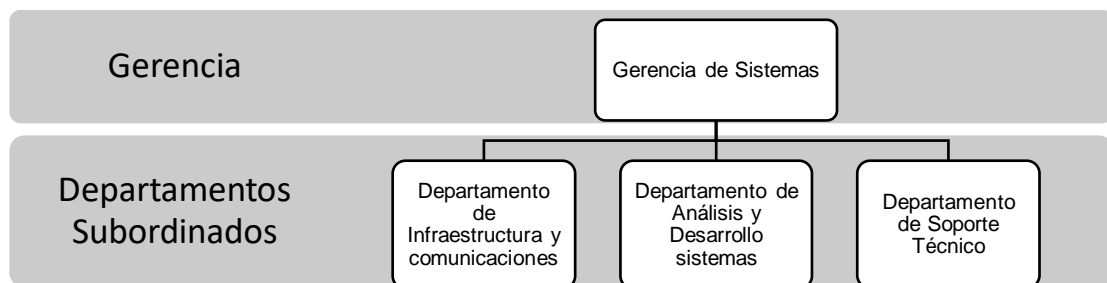 Gerencia
Gerencia de Sistemas
Departamentos
Subordinados
Departamento
de
Infraestructura y
comunicaciones
Departamento de
Análisis y
Desarrollo
sistemas
Departamento
de Soporte
Técnico